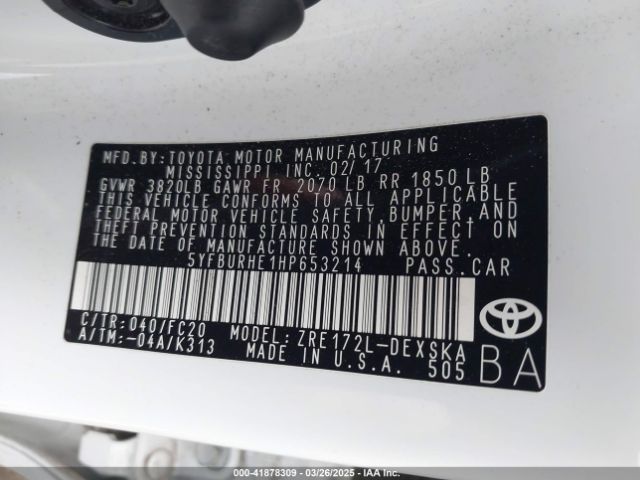 MFD. BY: TOYOTA MOTOR MANUFACTURING
MISSISSIPPI INC. 02/17
GVWR 3820LB GAWR FR 2070 LB RR 1850 LB
THIS VEHICLE CONFORMS TO ALL APPLICABLE
FEDERAL MOTOR VEHICLE SAFETY, BUMPER, AND
THEFT PREVENTION STANDARDS IN EFFECT ON
THE DATE OF MANUFACTURE SHOWN ABOVE.
5YFBURHE1HP653214 PASS. CAR
C/TR: 040/FC20 MODEL: ZRE172L-DEXSKA
A/TM: -04A/K313 MADE IN U.S.A. 505
BA
000-41878309 | 03/26/2025 | IAAI.CA